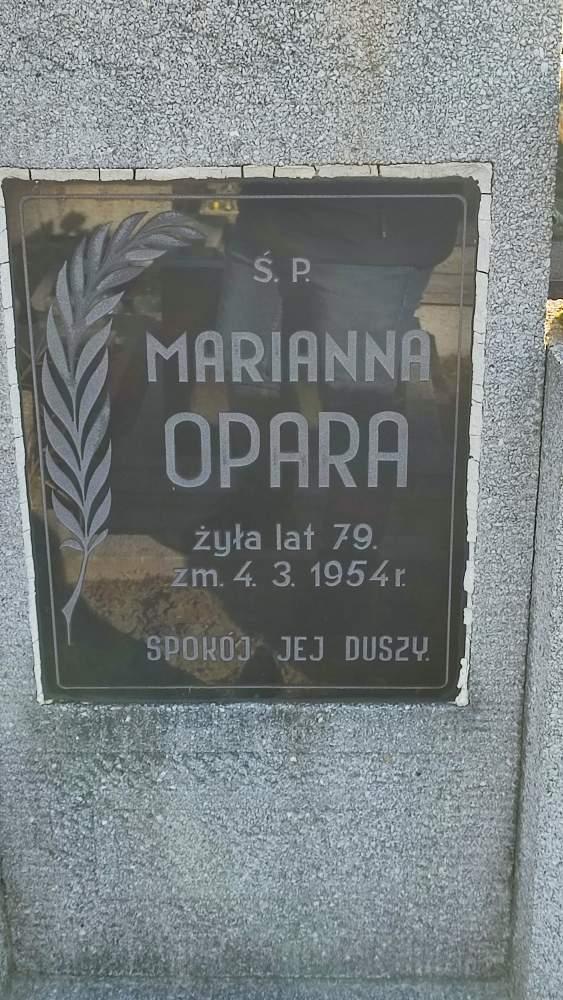 Ś. P.
MARIANNA
OPARA
żyła lat 79.
zm. 4. 3. 1954 r.
SPOKÓJ JEJ DUSZY.